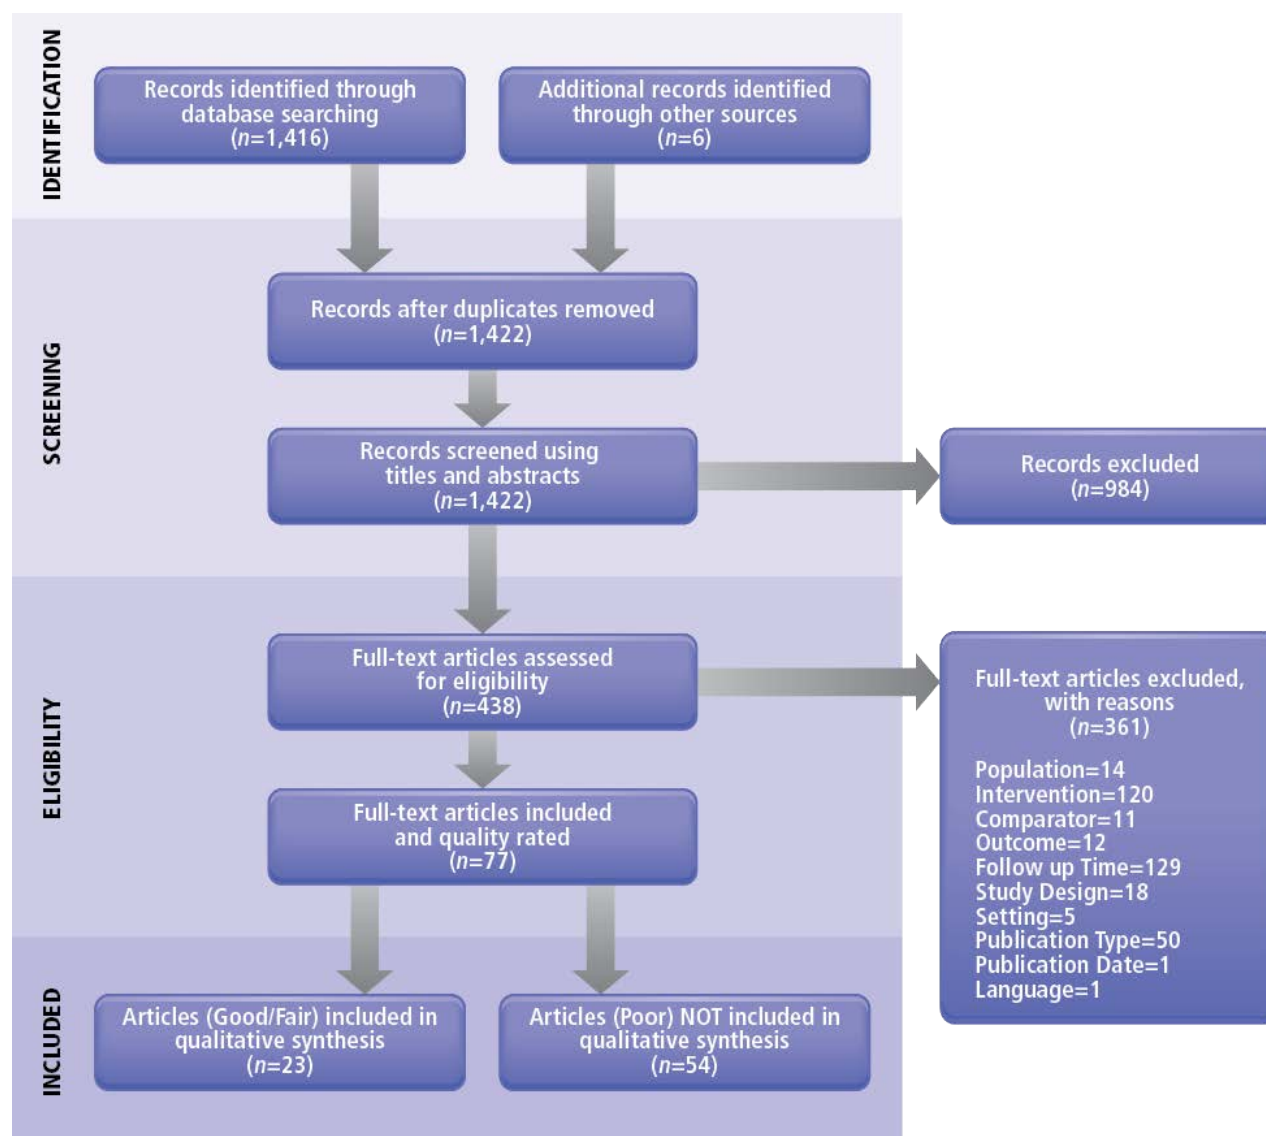 IDENTIFICATION
Records identified through
database searching
(n=1,416)
Additional records identified
through other sources
(n=6)
SCREENING
Records after duplicates removed
(n=1,422)
Records screened using
titles and abstracts
(n=1,422)
Records excluded
(n=984)
ELIGIBILITY
Full-text articles assessed
for eligibility
(n=438)
Full-text articles excluded,
with reasons
(n=361)
Population=14
Intervention=120
Comparator=11
Outcome=12
Follow up Time=129
Study Design=18
Setting=5
Publication Type=50
Publication Date=1
Language=1
Full-text articles included
and quality rated
(n=77)
INCLUDED
Articles (Good/Fair) included in
qualitative synthesis
(n=23)
Articles (Poor) NOT included in
qualitative synthesis
(n=54)